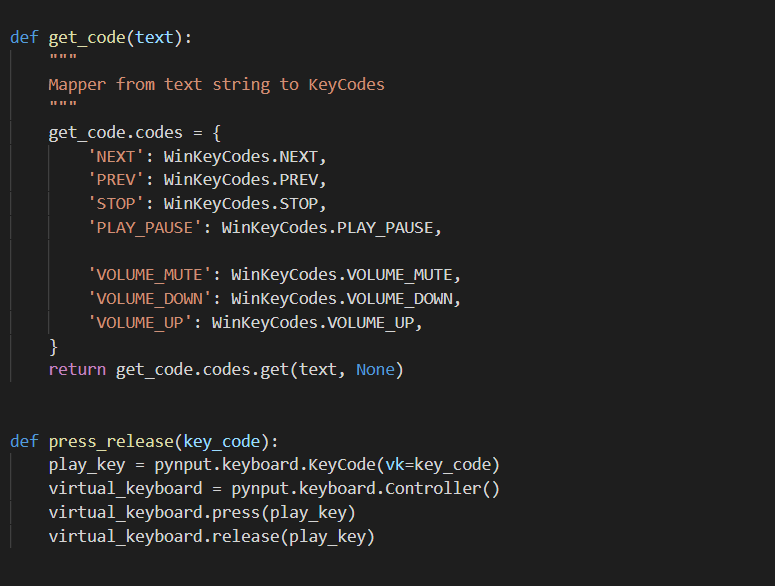 def get_code(text):
    """
    Mapper from text string to KeyCodes
    """
    get_code.codes = {
        'NEXT': WinKeyCodes.NEXT,
        'PREV': WinKeyCodes.PREV,
        'STOP': WinKeyCodes.STOP,
        'PLAY_PAUSE': WinKeyCodes.PLAY_PAUSE,

        'VOLUME_MUTE': WinKeyCodes.VOLUME_MUTE,
        'VOLUME_DOWN': WinKeyCodes.VOLUME_DOWN,
        'VOLUME_UP': WinKeyCodes.VOLUME_UP,
    }
    return get_code.codes.get(text, None)


def press_release(key_code):
    play_key = pynput.keyboard.KeyCode(vk=key_code)
    virtual_keyboard = pynput.keyboard.Controller()
    virtual_keyboard.press(play_key)
    virtual_keyboard.release(play_key)